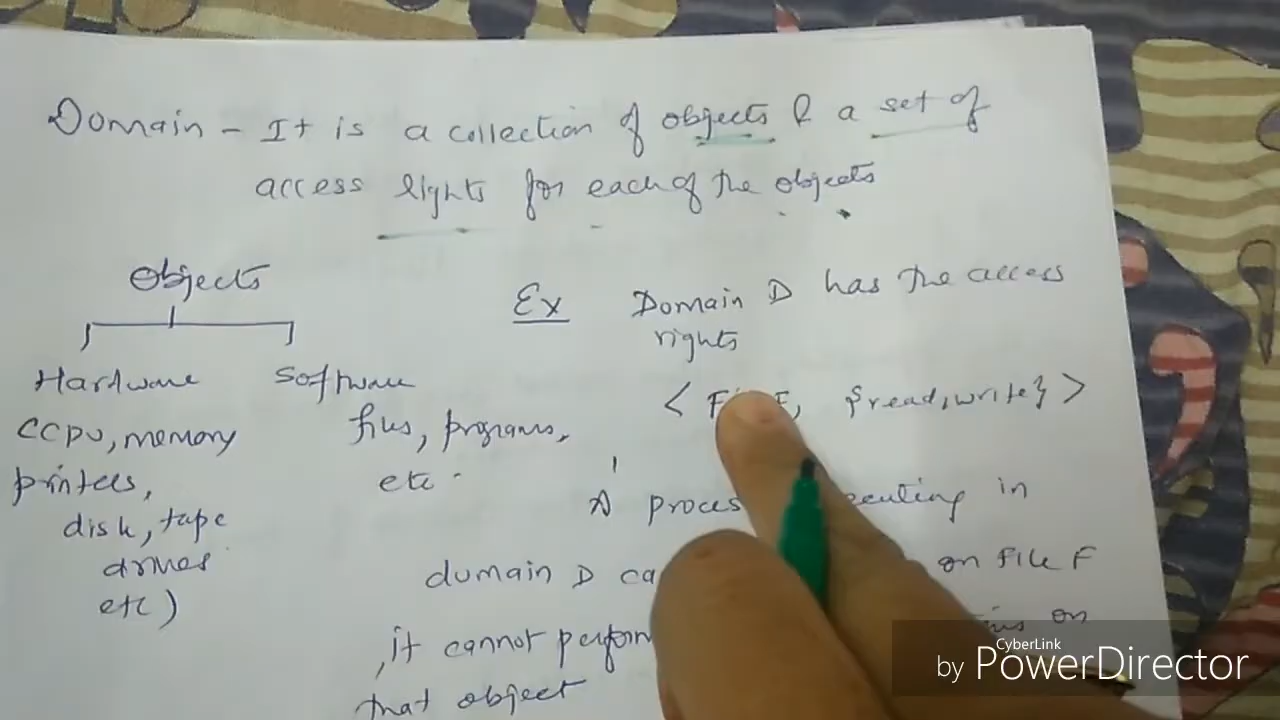 Domain - It is a collection of objects & a set of
access rights for each of the objects
Objects
Hardware
CCPU, memory
printers,
disk, tape
drives
etc)
Software
files, programs,
etc.
Ex Domain D has the access
rights
< F F, {read, write} >
A in
domain D on File F
, it cannot perform on
that object
CyberLink
by PowerDirector